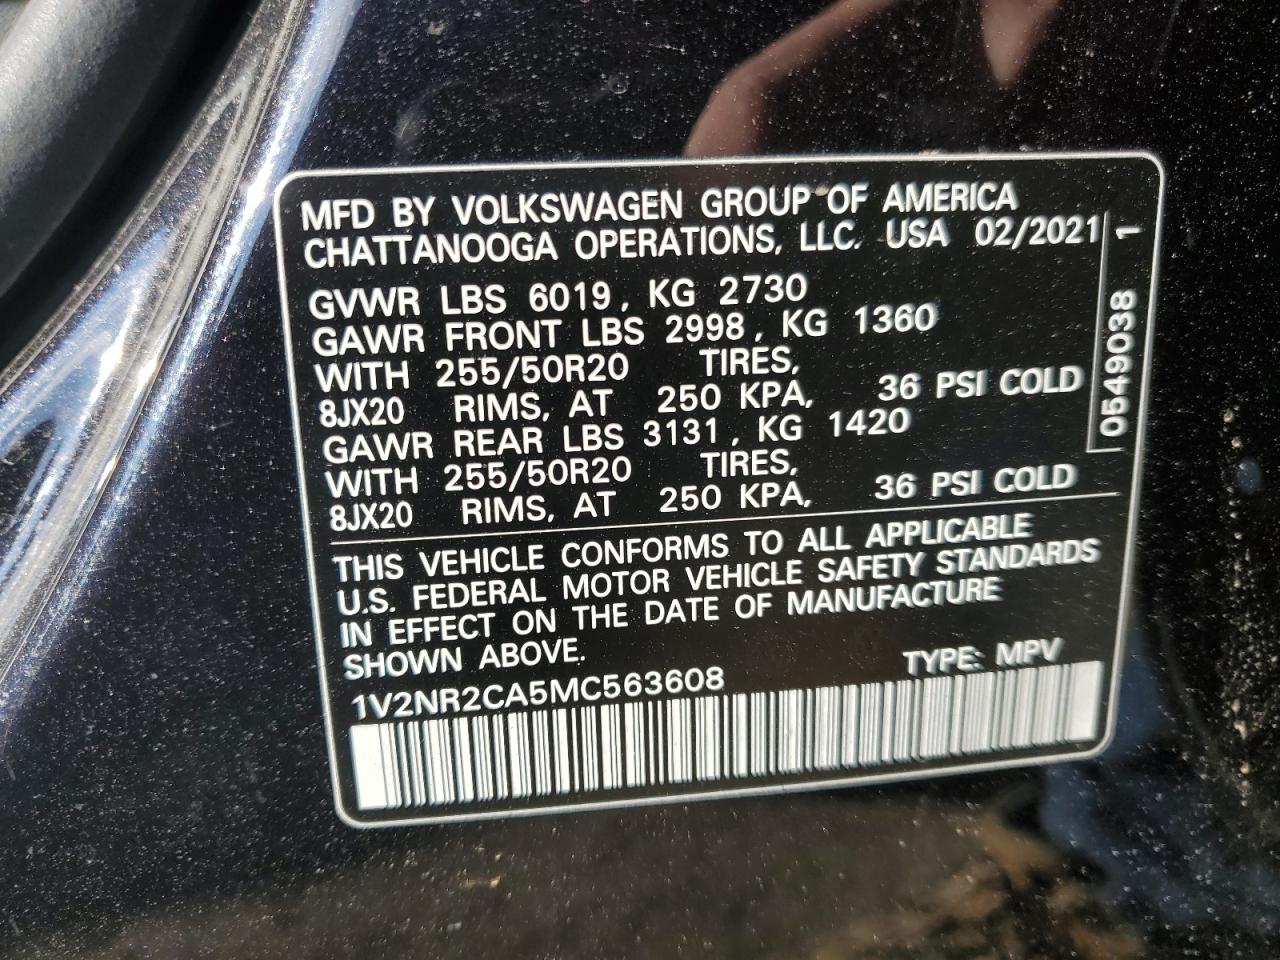 MFD BY VOLKSWAGEN GROUP OF AMERICA
CHATTANOOGA OPERATIONS, LLC. USA 02/2021
GVWR LBS 6019, KG 2730
GAWR FRONT LBS 2998, KG 1360
WITH 255/50R20 TIRES,
8JX20 RIMS, AT 250 KPA, 36 PSI COLD
GAWR REAR LBS 3131, KG 1420
WITH 255/50R20 TIRES,
8JX20 RIMS, AT 250 KPA, 36 PSI COLD
THIS VEHICLE CONFORMS TO ALL APPLICABLE
U.S. FEDERAL MOTOR VEHICLE SAFETY STANDARDS
IN EFFECT ON THE DATE OF MANUFACTURE
SHOWN ABOVE.
TYPE: MPV
1V2NR2CA5MC563608
0549038 1